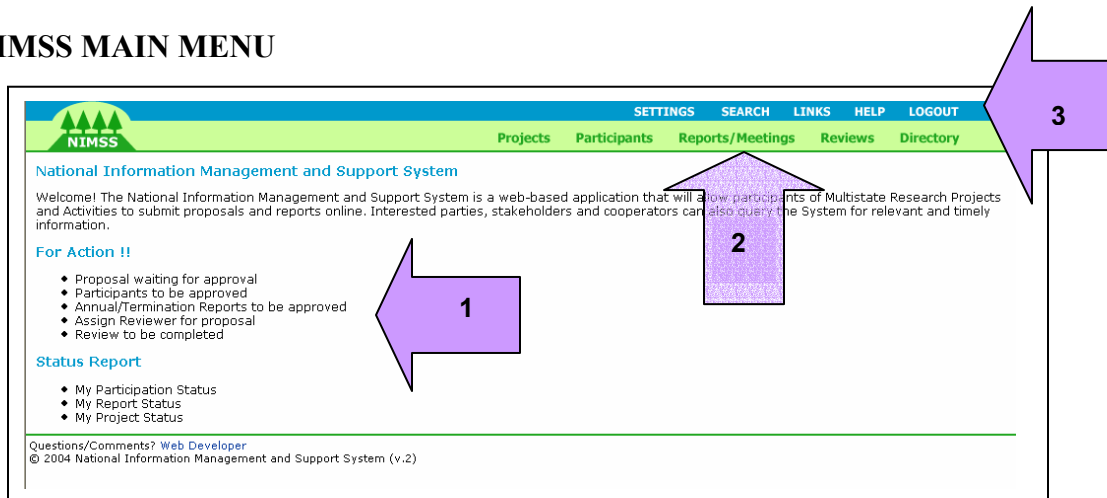 IMSS MAIN MENU
SETTINGS SEARCH LINKS HELP LOGOUT
3
NIMSS
Projects Participants Reports/Meetings Reviews Directory
National Information Management and Support System
Welcome! The National Information Management and Support System is a web-based application that will allow participants of Multistate Research Projects
and Activities to submit proposals and reports online. Interested parties, stakeholders and cooperators can also query the System for relevant and timely
information.
2
For Action !!
Proposal waiting for approval
Participants to be approved
Annual/Termination Reports to be approved
1
Assign Reviewer for proposal
Review to be completed
Status Report
My Participation Status
My Report Status
My Project Status
Questions/Comments? Web Developer
© 2004 National Information Management and Support System (v.2)